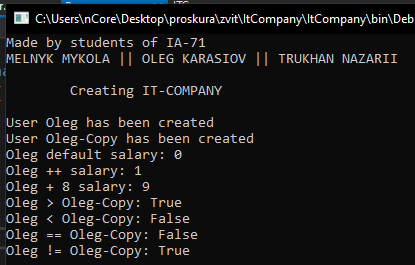 C:\Users\nCore\Desktop\proskura\zvit\ItCompany\ItCompany\bin\Deb
Made by students of IA-71
MELNYK MYKOLA || OLEG KARASIOV || TRUKHAN NAZARII
Creating IT-COMPANY
User Oleg has been created
User Oleg-Copy has been created
Oleg default salary: 0
Oleg ++ salary: 1
Oleg + 8 salary: 9
Oleg > Oleg-Copy: True
Oleg < Oleg-Copy: False
Oleg == Oleg-Copy: False
Oleg != Oleg-Copy: True